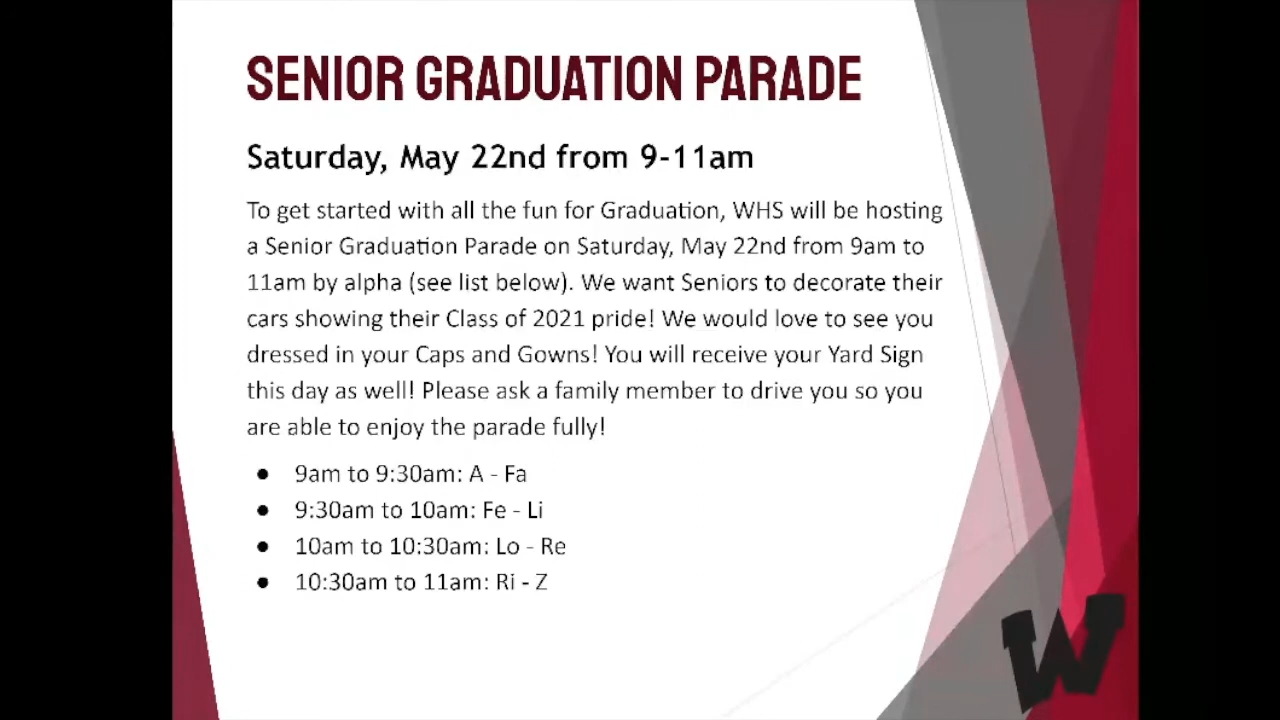 SENIOR GRADUATION PARADE
Saturday, May 22nd from 9-11am
To get started with all the fun for Graduation, WHS will be hosting
a Senior Graduation Parade on Saturday, May 22nd from 9am to
11am by alpha (see list below). We want Seniors to decorate their
cars showing their Class of 2021 pride! We would love to see you
dressed in your Caps and Gowns! You will receive your Yard Sign
this day as well! Please ask a family member to drive you so you
are able to enjoy the parade fully!
● 9am to 9:30am: A - Fa
● 9:30am to 10am: Fe - Li
● 10am to 10:30am: Lo - Re
● 10:30am to 11am: Ri - Z
W